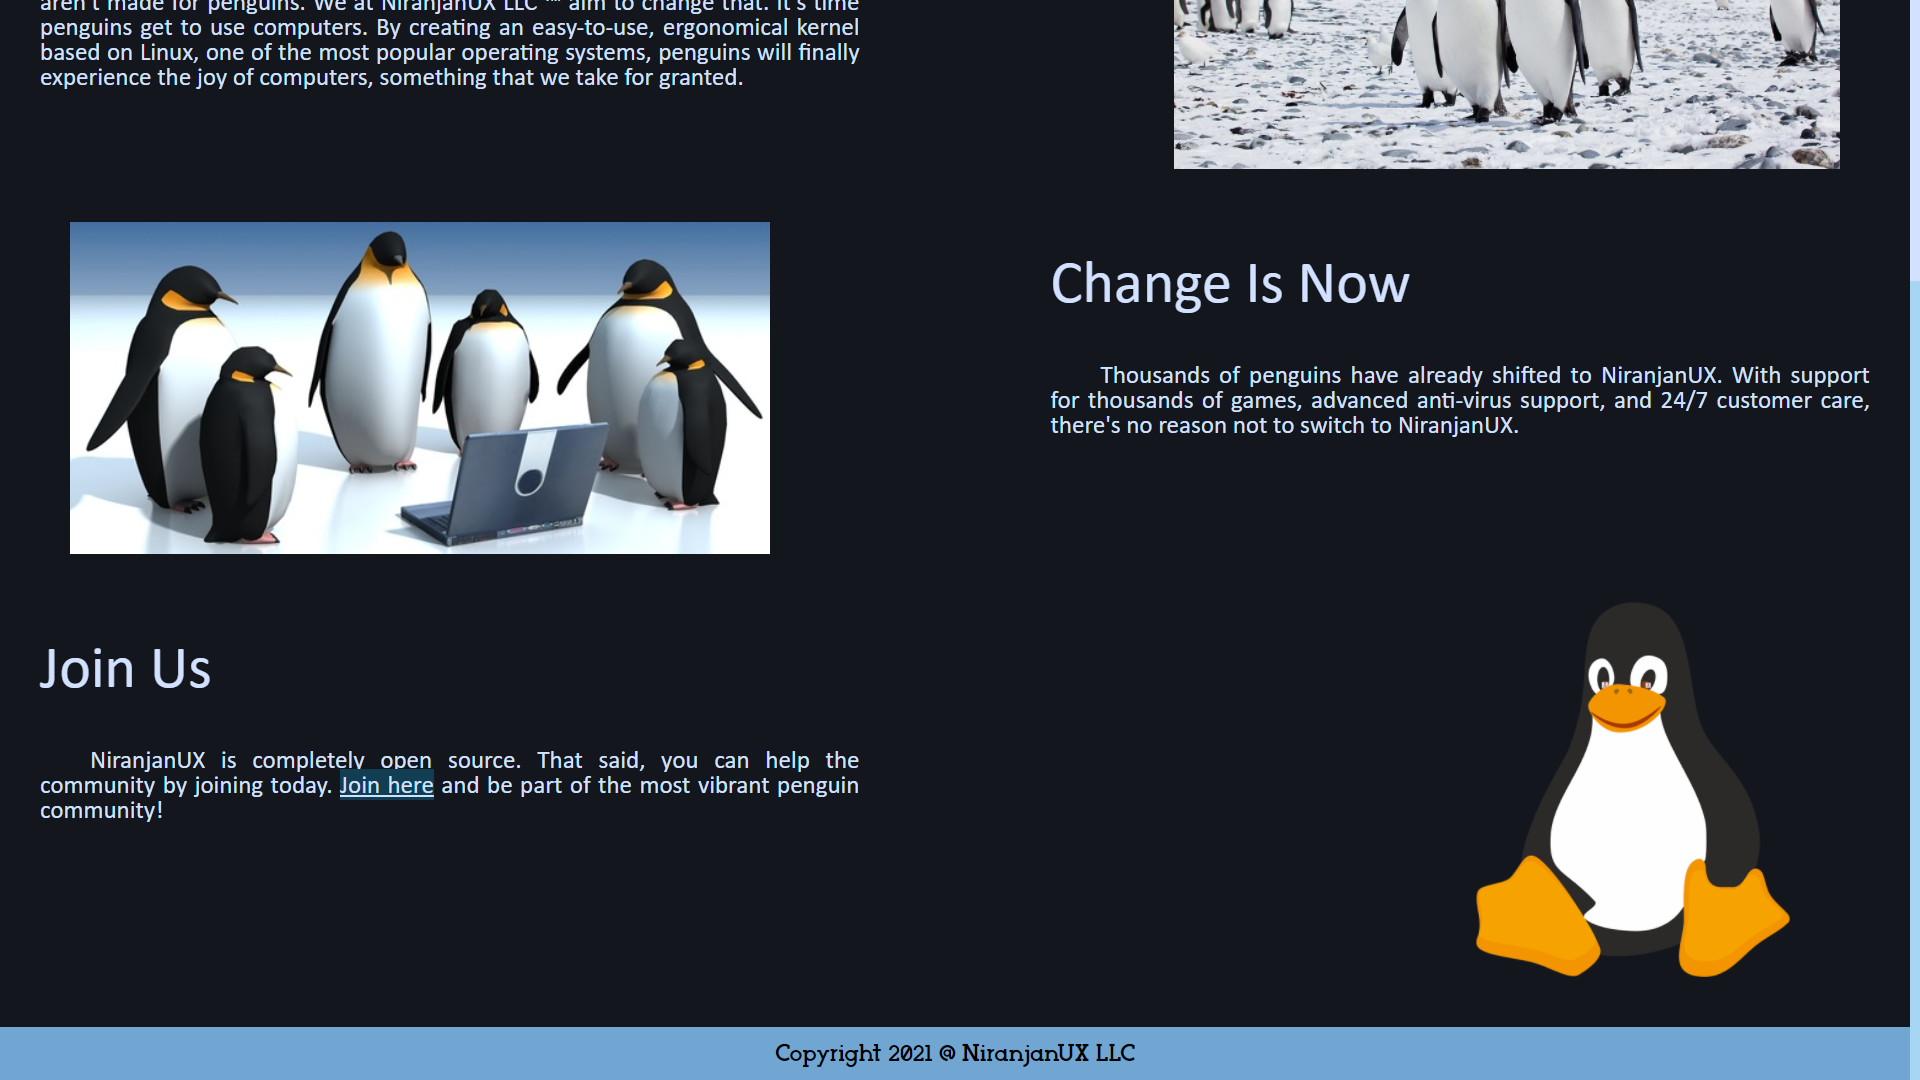 aren't made for penguins. We at NiranjanUX LLC ™ aim to change that. It's time
penguins get to use computers. By creating an easy-to-use, ergonomical kernel
based on Linux, one of the most popular operating systems, penguins will finally
experience the joy of computers, something that we take for granted.
Change Is Now
Thousands of penguins have already shifted to NiranjanUX. With support
for thousands of games, advanced anti-virus support, and 24/7 customer care,
there's no reason not to switch to NiranjanUX.
Join Us
NiranjanUX is completely open source. That said, you can help the
community by joining today. Join here and be part of the most vibrant penguin
community!
Copyright 2021 @ NiranjanUX LLC